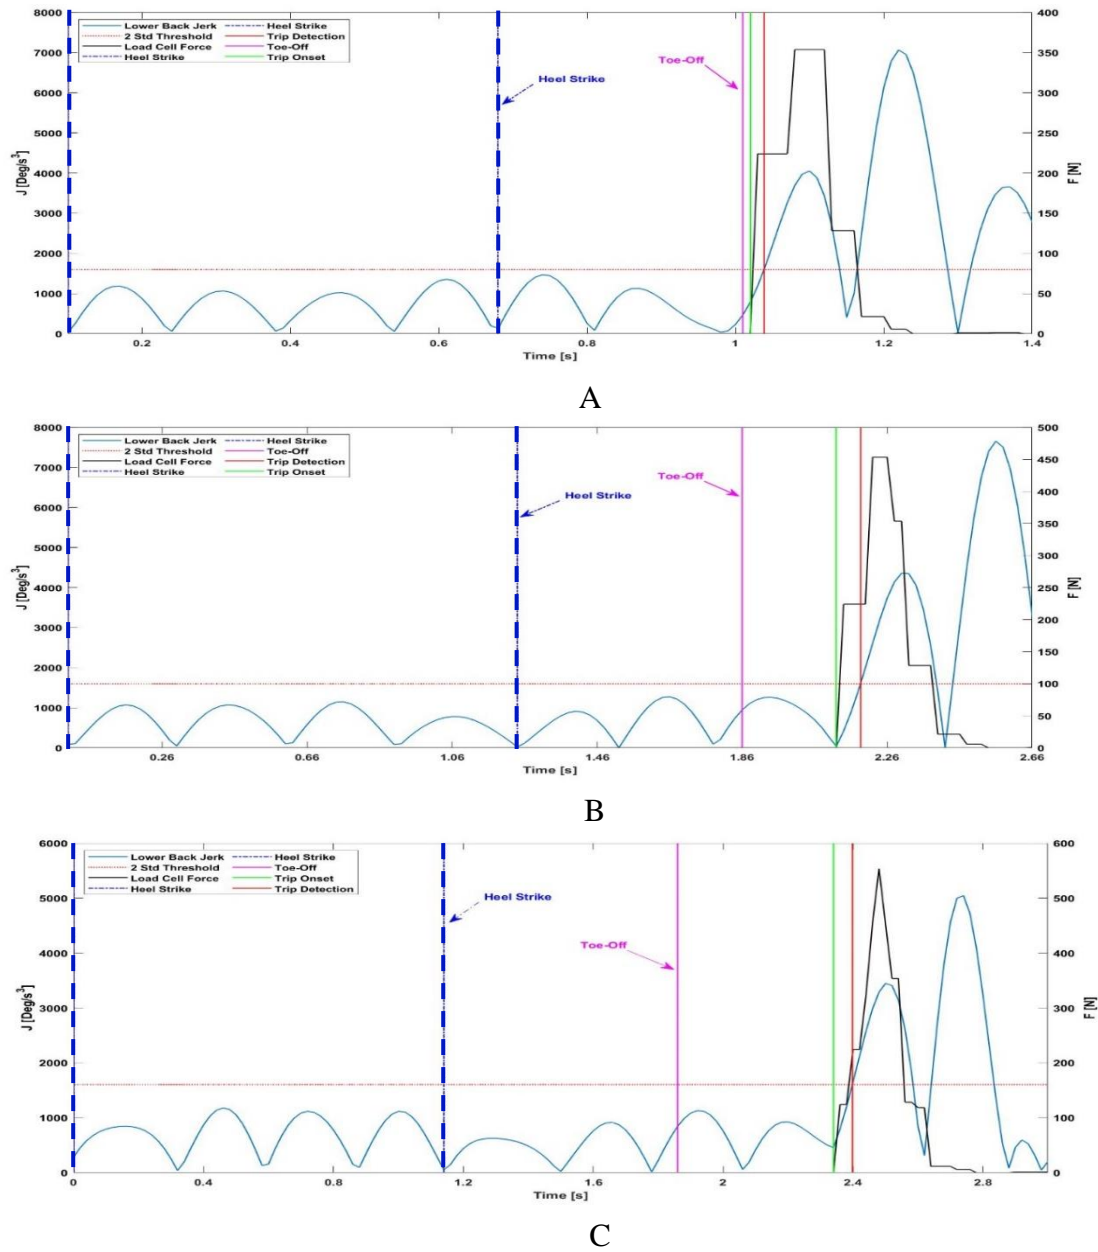 Lower Back Jerk Heel Strike
2 Std Threshold Trip Detection
Load Cell Force Toe-Off
Heel Strike Trip Onset
Toe-Off
Heel Strike
8000
7000
6000
5000
4000
3000
2000
1000
0
J [Deg/s³]
400
350
300
250
200
150
100
50
0
F [N]
0.2 0.4 0.6 0.8 1 1.2 1.4
Time [s]
A
Lower Back Jerk Heel Strike
2 Std Threshold Toe-Off
Load Cell Force Trip Detection
Heel Strike Trip Onset
Toe-Off
Heel Strike
8000
7000
6000
5000
4000
3000
2000
1000
0
J [Deg/s³]
500
450
400
350
300
250
200
150
100
50
0
F [N]
0.26 0.66 1.06 1.46 1.86 2.26 2.66
Time [s]
B
Lower Back Jerk Heel Strike
2 Std Threshold Toe-Off
Load Cell Force Trip Onset
Heel Strike Trip Detection
Heel Strike
Toe-Off
6000
5000
4000
3000
2000
1000
0
J [Deg/s³]
600
500
400
300
200
100
0
F [N]
0 0.4 0.8 1.2 1.6 2 2.4 2.8
Time [s]
C